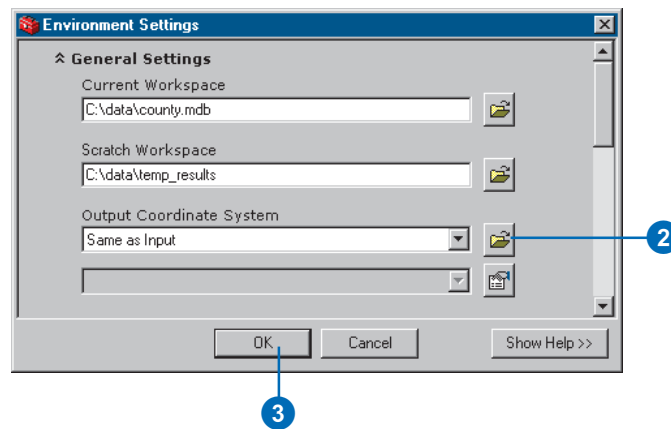 Environment Settings
General Settings
Current Workspace
C:\data\county.mdb
Scratch Workspace
C:\data\temp_results
Output Coordinate System
Same as Input
2
OK
Cancel
Show Help >>
3